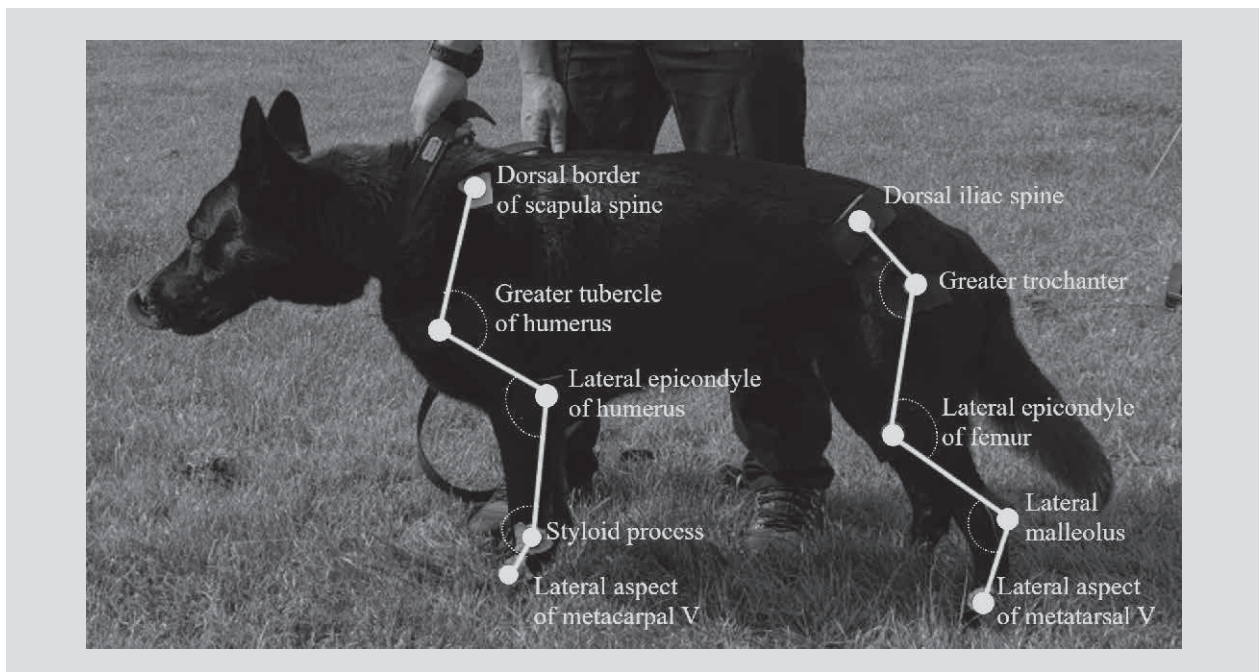 Dorsal border
of scapula spine
Dorsal iliac spine
Greater tubercle
of humerus
Greater trochanter
Lateral epicondyle
of humerus
Lateral epicondyle
of femur
Styloid process
Lateral
malleolus
Lateral aspect
of metacarpal V
Lateral aspect
of metatarsal V